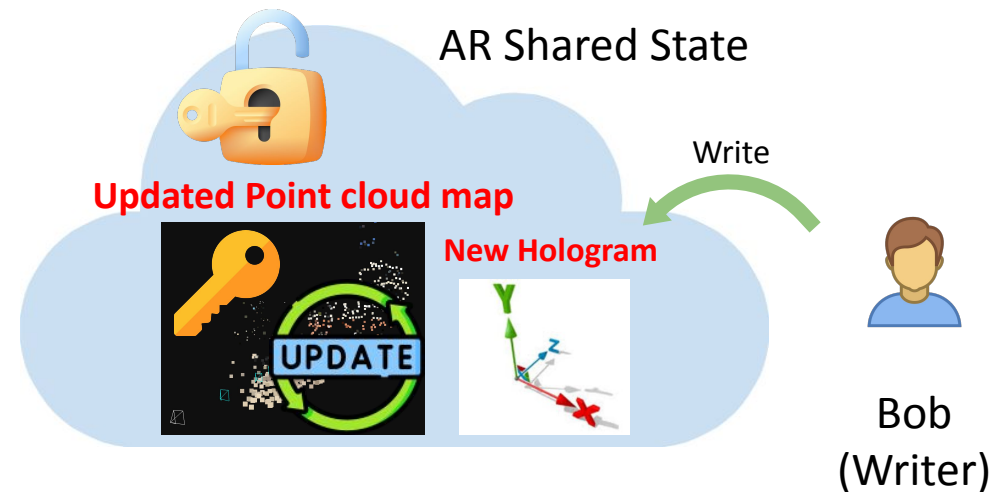 AR Shared State
Write
Updated Point cloud map
New Hologram
UPDATE
Y
Z
X
Bob
(Writer)